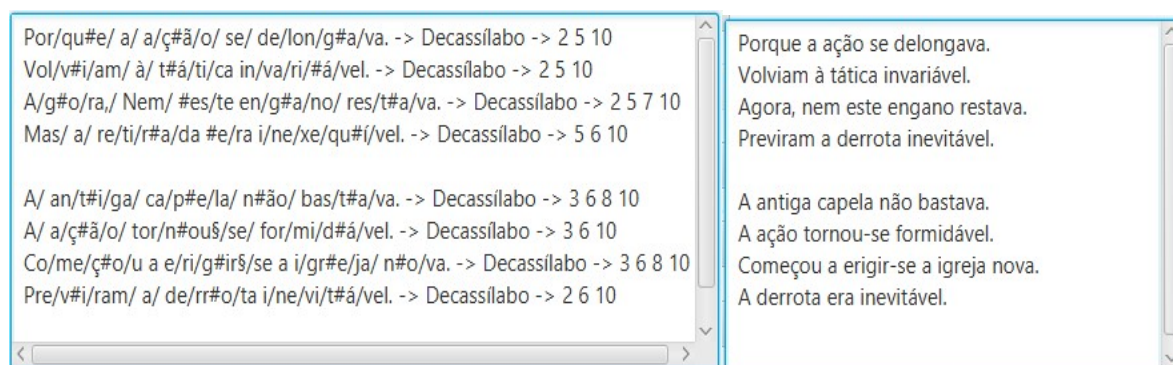 Por/qu#e/ a/ a/ç#ã/o/ se/ de/lon/g#a/va. -> Decassílabo -> 2 5 10
Vol/v#i/am/ à/ t#á/ti/ca in/va/ri/#á/vel. -> Decassílabo -> 2 5 10
A/g#o/ra,/ Nem/ #es/te en/g#a/no/ res/t#a/va. -> Decassílabo -> 2 5 7 10
Mas/ a/ re/ti/r#a/da #e/ra i/ne/xe/qu#í/vel. -> Decassílabo -> 5 6 10
A/ an/t#i/ga/ ca/p#e/la/ n#ão/ bas/t#a/va. -> Decassílabo -> 3 6 8 10
A/ a/ç#ã/o/ tor/n#ou§/se/ for/mi/d#á/vel. -> Decassílabo -> 3 6 10
Co/me/ç#o/u a e/ri/g#ir§/se a i/gr#e/ja/ n#o/va. -> Decassílabo -> 3 6 8 10
Pre/v#i/ram/ a/ de/rr#o/ta i/ne/vi/t#á/vel. -> Decassílabo -> 2 6 10
Porque a ação se delongava.
Volviam à tática invariável.
Agora, nem este engano restava.
Previram a derrota inevitável.
A antiga capela não bastava.
A ação tornou-se formidável.
Começou a erigir-se a igreja nova.
A derrota era inevitável.